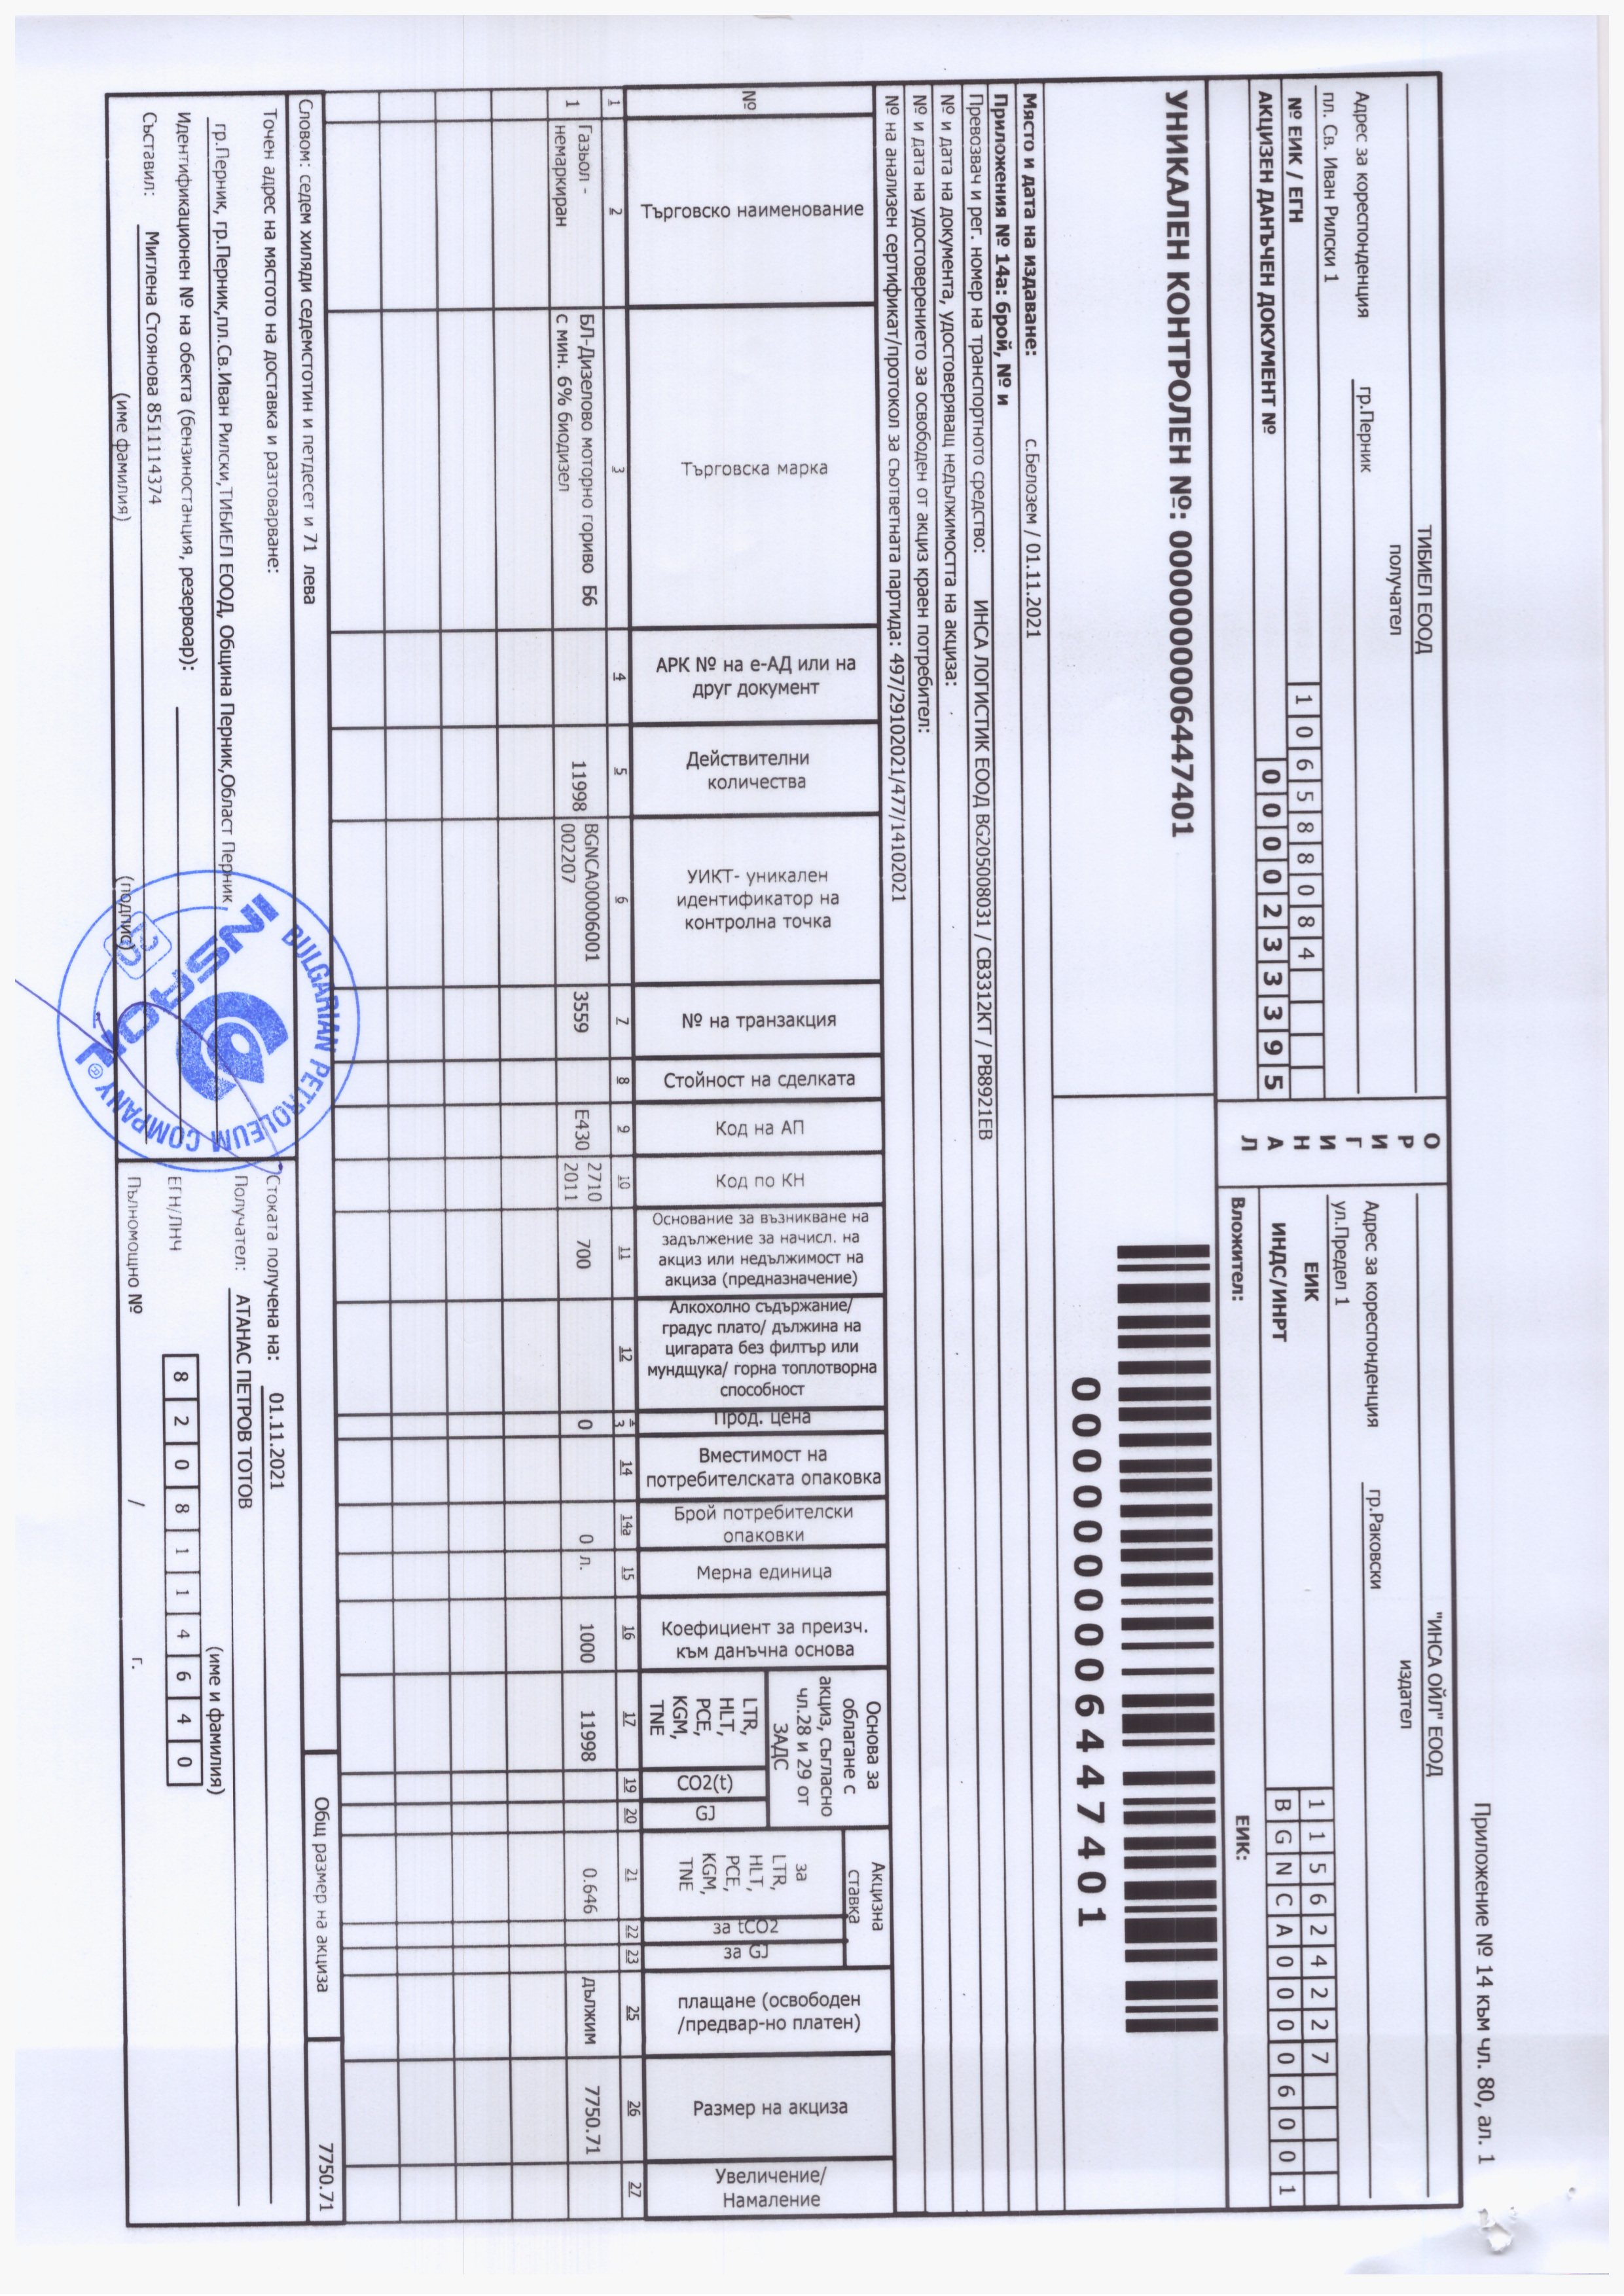 Приложение № 14 към чл. 80, ал. 1
ТИБИЕЛ ЕООД
получател
Адрес за кореспонденция гр.Перник
пл. Св. Иван Рилски 1
№ ЕИК / ЕГН 1 0 6 5 8 8 0 8 4
АКЦИЗЕН ДАНЪЧЕН ДОКУМЕНТ № 0 0 0 0 2 3 3 3 9 5
О Р И Г И Н А Л
"ИНСА ОЙЛ" ЕООД
издател
Адрес за кореспонденция гр.Раковски
ул.Предел 1
ЕИК 1 1 5 6 2 4 2 2 7
ИНДС/ИНРТ B G N C A 0 0 0 0 6 0 0 1
Вложител: ЕИК:
УНИКАЛЕН КОНТРОЛЕН №: 0000000006447401
0000000006447401
Място и дата на издаване: с.Белозем / 01.11.2021
Приложения № 14а: брой, № и
Превозвач и рег. номер на транспортното средство: ИНСА ЛОГИСТИК ЕООД BG205008031 / СВ3312КТ / РВ8921ЕВ
№ и дата на документа, удостоверяващ недължимостта на акциза:
№ и дата на удостоверението за освободен от акциз краен потребител:
№ на анализен сертификат/протокол за съответната партида: 497/29102021/477/14102021
№
Търговско наименование
Търговска марка
АРК № на е-АД или на
друг документ
Действителни
количества
УИКТ- уникален
идентификатор на
контролна точка
№ на транзакция
Стойност на сделката
Код на АП
Код по КН
Основание за възникване на
задължение за начисл. на
акциз или недължимост на
акциза (предназначение)
Алкохолно съдържание/
градус плато/ дължина на
цигарата без филтър или
мундщука/ горна топлотворна
способност
Прод. цена
Вместимост на
потребителската опаковка
Брой потребителски
опаковки
Мерна единица
Коефициент за преизч.
към данъчна основа
Основа за
облагане с
акциз, съгласно
чл.28 и 29 от
ЗАДС
LTR,
HLT,
PCE,
KGM,
TNE
CO2(t)
GJ
Акцизна
ставка
за
LTR,
HLT,
PCE,
KGM,
TNE
за tCO2
за GJ
плащане (освободен
/предвар-но платен)
Размер на акциза
Увеличение/
Намаление
1 2 3 4 5 6 7 8 9 10 11 12 13 14 14а 15 16 17 19 20 21 22 23 25 26 27
1 Газьол - БЛ-Дизелово моторно гориво Б6 11998 BGNCA00006001 3559 E430 2710 700 0 0 л. 1000 11998 0.646 дължим 7750.71
немаркиран с мин. 6% биодизел 002207 2011
Словом: седем хиляди седемстотин и петдесет и 71 лева Общ размер на акциза 7750.71
Точен адрес на мястото на доставка и разтоварване:
гр.Перник, гр.Перник,пл.Св.Иван Рилски,ТИБИЕЛ ЕООД, Община Перник,Област Перник
Идентификационен № на обекта (бензиностанция, резервоар):
Съставил: Миглена Стоянова 8511114374
(име фамилия) (подпис)
Стоката получена на: 01.11.2021
Получател: АТАНАС ПЕТРОВ ТОТОВ
(име и фамилия)
ЕГН/ЛНЧ 8 2 0 8 1 1 4 6 4 0
Пълномощно № / г.
BULGARIAN PETROLEUM COMPANY
INSA OIL ®